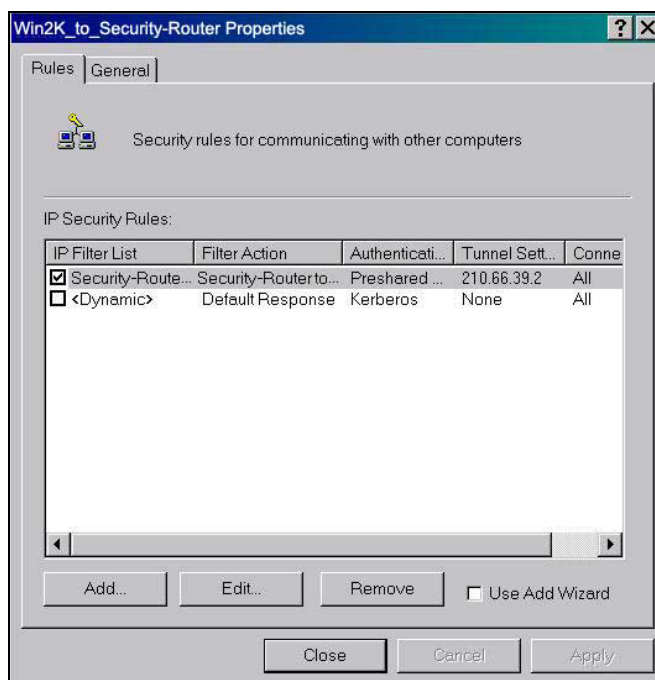 Win2K_to_Security-Router Properties
Rules General
Security rules for communicating with other computers
IP Security Rules:
IP Filter List Filter Action Authenticati... Tunnel Sett... Conne
Security-Route... Security-Router to... Preshared ... 210.66.39.2 All
<Dynamic> Default Response Kerberos None All
Add... Edit... Remove Use Add Wizard
Close Cancel Apply